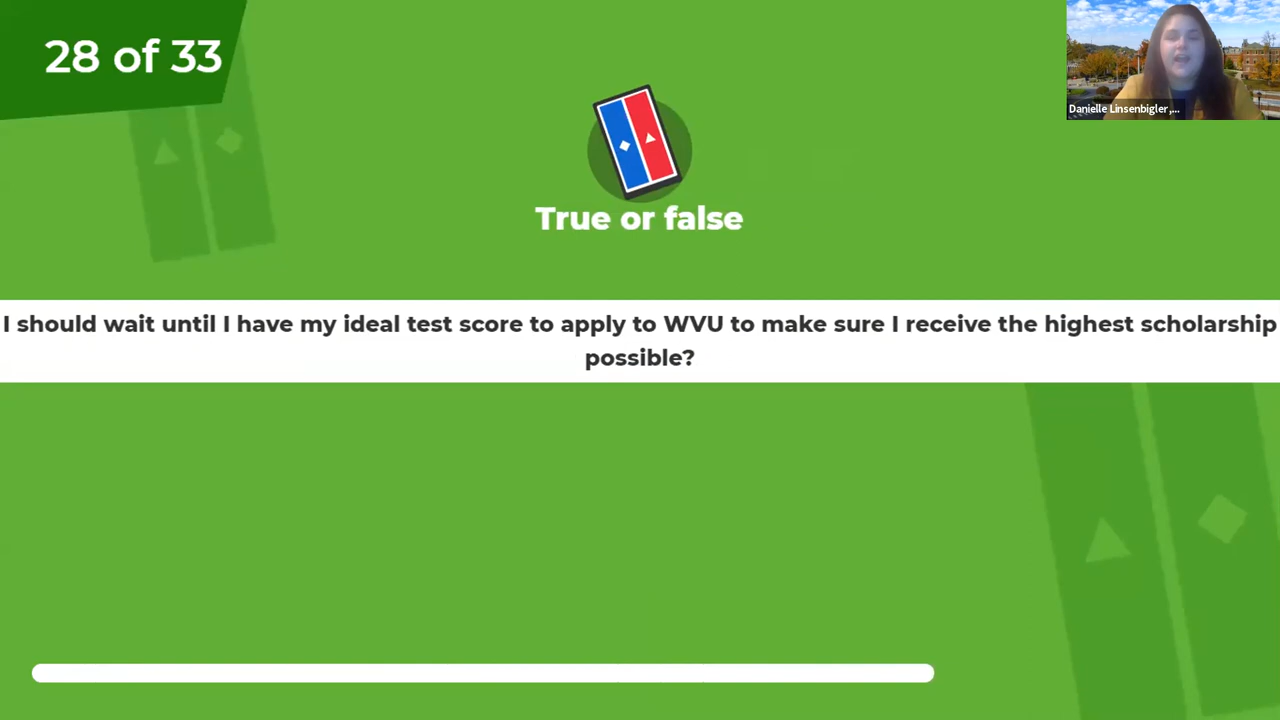 28 of 33
Danielle Linsenbigler ,...
True or false
I should wait until I have my ideal test score to apply to WVU to make sure I receive the highest scholarship
possible?